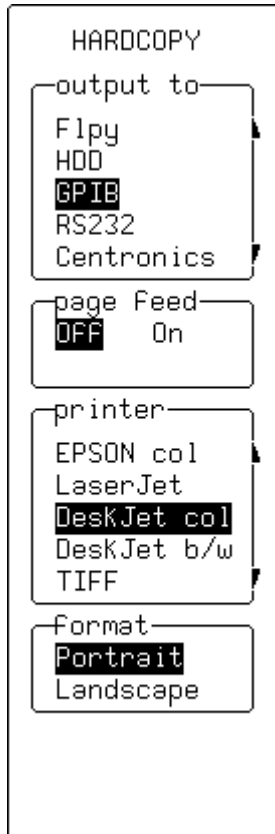 HARDCOPY
output to
Flpy
HDD
GPIB
RS232
Centronics
page Feed
OFF On
printer
EPSON col
LaserJet
DesKJet col
DesKJet b/w
TIFF
Format
Portrait
Landscape